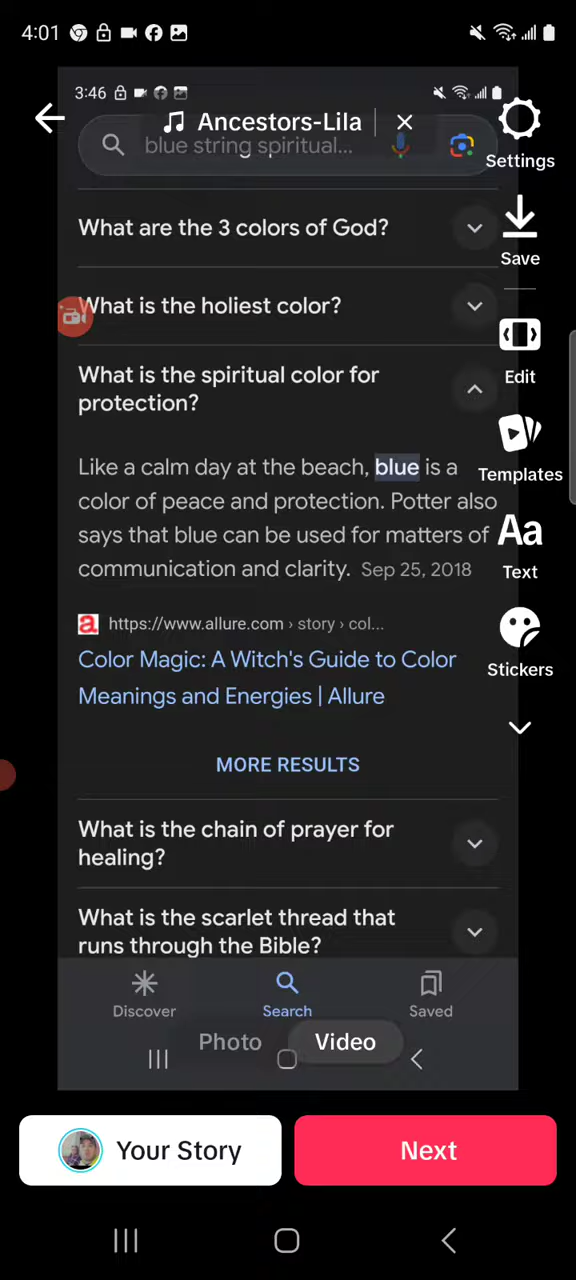 4:01
3:46
Ancestors-Lila
blue string spiritual...
Settings
What are the 3 colors of God?
Save
What is the holiest color?
Edit
What is the spiritual color for
protection?
Like a calm day at the beach, blue is a
color of peace and protection. Potter also
says that blue can be used for matters of
communication and clarity. Sep 25, 2018
Templates
Aa
Text
a https://www.allure.com › story › col...
Color Magic: A Witch's Guide to Color
Meanings and Energies | Allure
Stickers
MORE RESULTS
What is the chain of prayer for
healing?
What is the scarlet thread that
runs through the Bible?
Discover Search Saved
Photo Video
Your Story Next